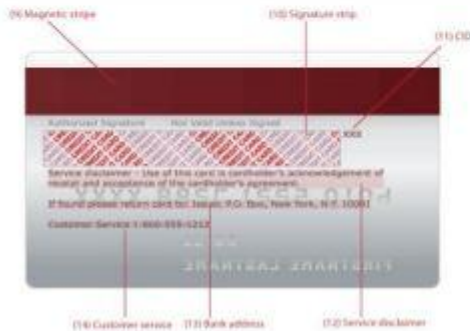 (9) Magnetic stripe
(10) Signature strip
(11) CID
Authorized Signature Not Valid Unless Signed
XXX
Service disclaimer - Use of this card is cardholder's acknowledgement of
receipt and acceptance of the cardholder's agreement.
If found please return card to: Issuer, P.O. Box, New York, N.Y. 10001
Customer Service 1-800-555-1212
FIRSTNAME LASTNAME
(14) Customer service
(13) Bank address
(12) Service disclaimer